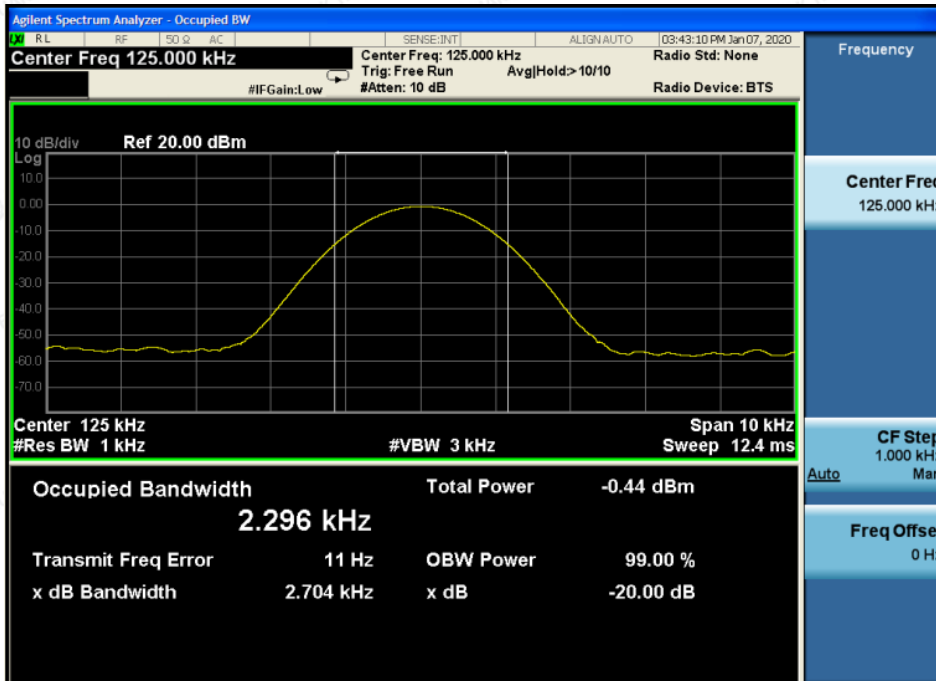 Agilent Spectrum Analyzer - Occupied BW
LXI RL RF 50 Ω AC SENSE:INT ALIGN AUTO 03:43:10 PM Jan 07, 2020
Center Freq 125.000 kHz
Center Freq: 125.000 kHz
Radio Std: None
Trig: Free Run Avg|Hold:> 10/10
#IFGain:Low
#Atten: 10 dB
Radio Device: BTS
10 dB/div Ref 20.00 dBm
Log
10.0
0.00
-10.0
-20.0
-30.0
-40.0
-50.0
-60.0
-70.0
Center 125 kHz Span 10 kHz
#Res BW 1 kHz #VBW 3 kHz Sweep 12.4 ms
Occupied Bandwidth Total Power -0.44 dBm
2.296 kHz
Transmit Freq Error 11 Hz OBW Power 99.00 %
x dB Bandwidth 2.704 kHz x dB -20.00 dB
Frequency
Center Freq
125.000 kHz
CF Step
1.000 kHz
Auto Man
Freq Offse
0 Hz